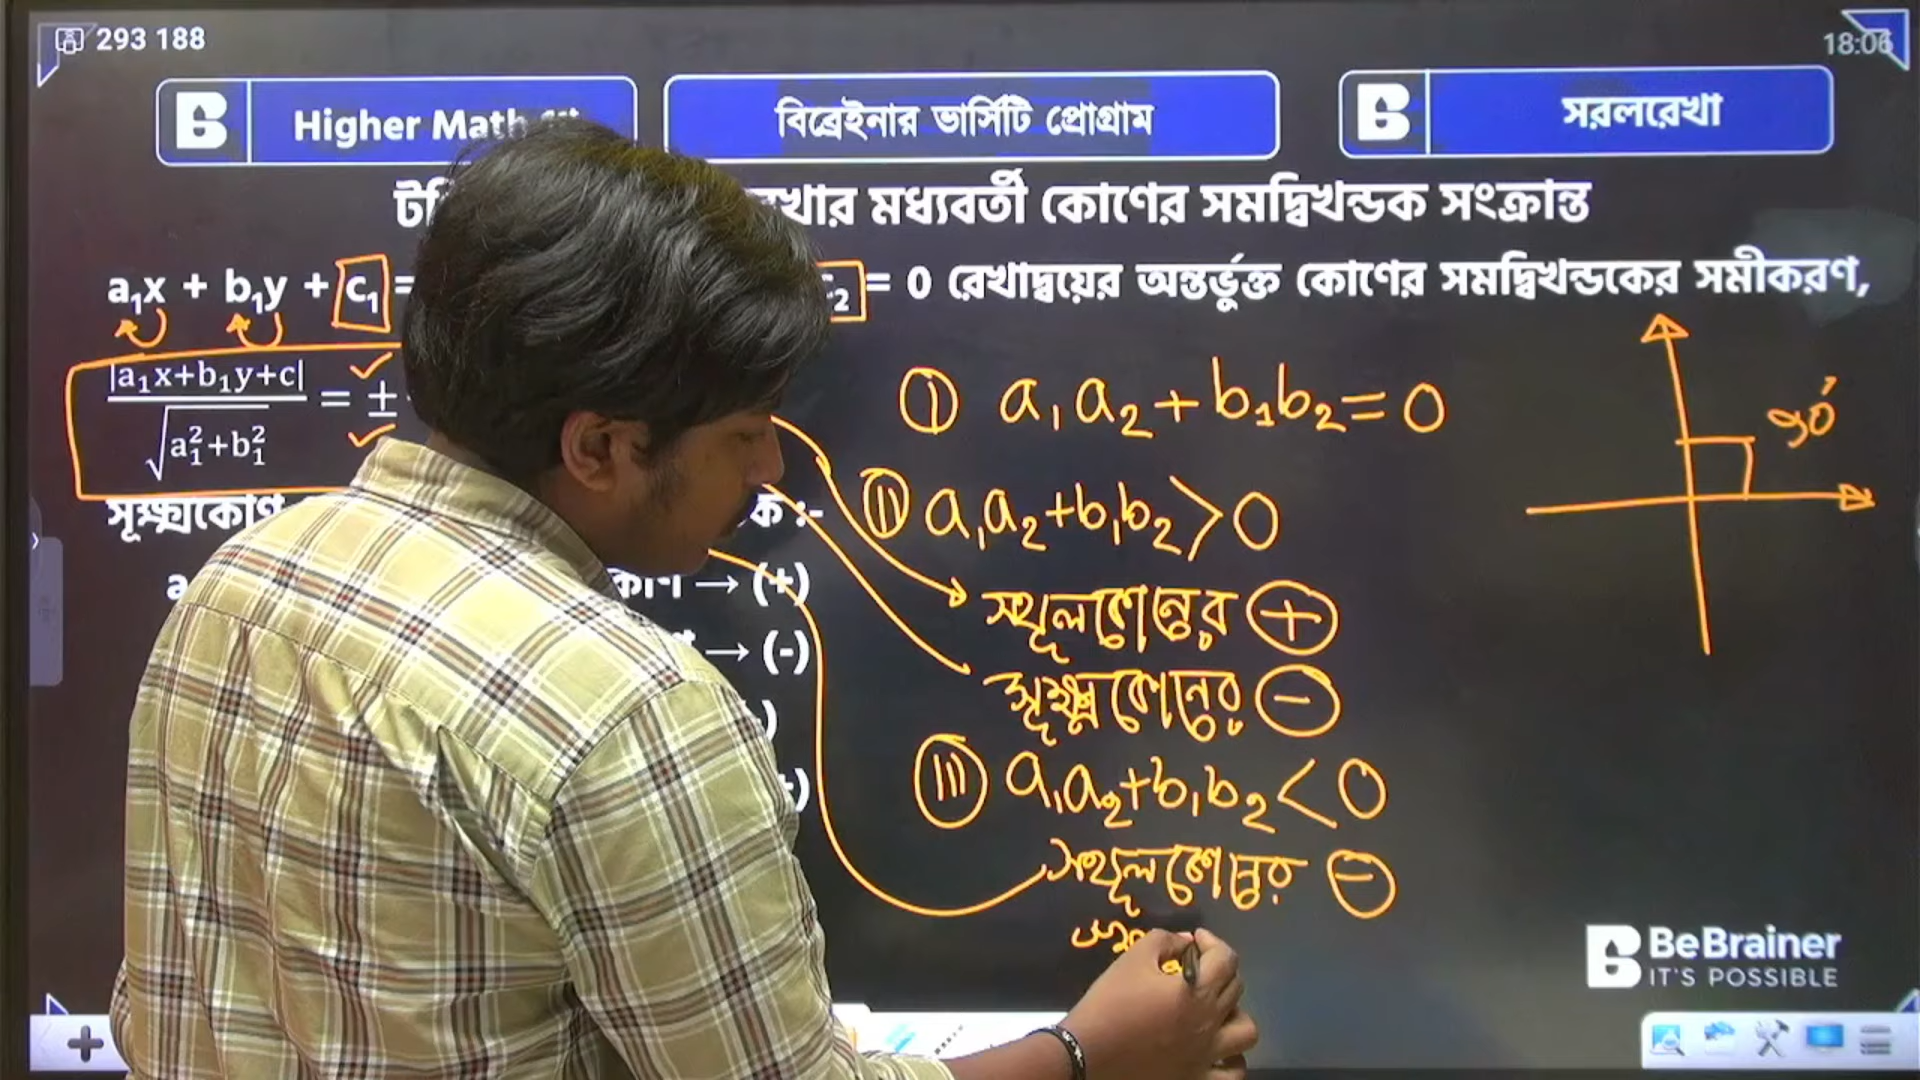 293 188
18:06
Higher Math
বিব্রেইনার ভার্সিটি প্রোগ্রাম
সরলরেখা
মধ্যবর্তী কোণের সমদ্বিখন্ডক সংক্রান্ত
a₁x + b₁y + c₁ =
c₂ = 0 রেখাদ্বয়ের অন্তর্ভুক্ত কোণের সমদ্বিখন্ডকের সমীকরণ,
|a₁x+b₁y+c| / √(a₁²+b₁²) = ±
সূক্ষ্মকোণ
:-
i a₁a₂ + b₁b₂ = 0
90°
ii a₁a₂ + b₁b₂ > 0
→ (+)
স্থূলকোণের +
→ (-)
সূক্ষ্মকোনের -
iii a₁a₂ + b₁b₂ < 0
স্থূলকোণের -
BeBrainer
IT'S POSSIBLE